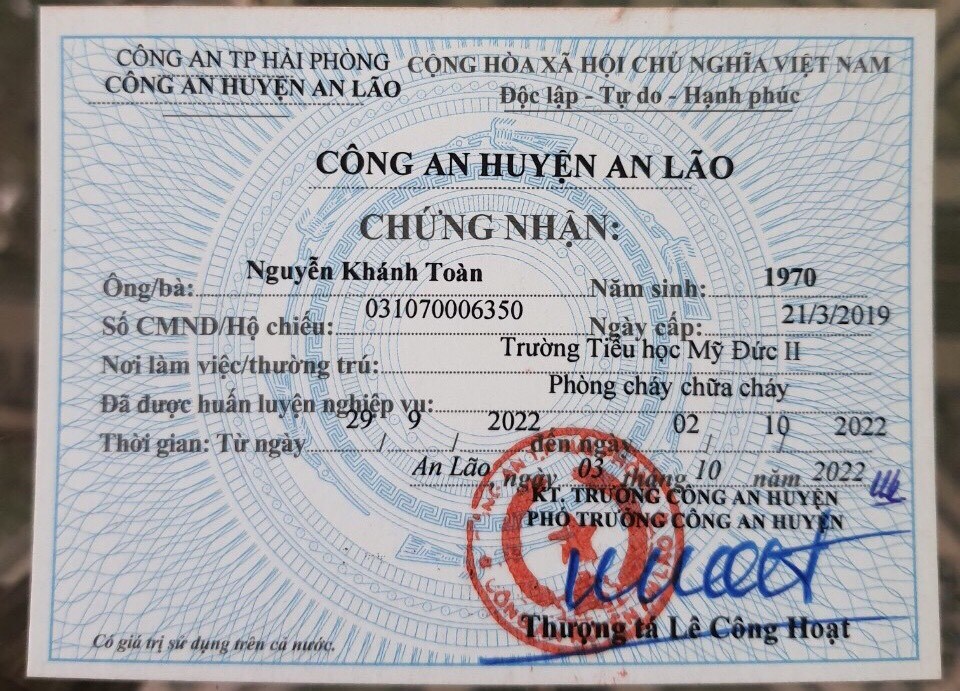 CÔNG AN TP HẢI PHÒNG
CÔNG AN HUYỆN AN LÃO
CỘNG HÒA XÃ HỘI CHỦ NGHĨA VIỆT NAM
Độc lập - Tự do - Hạnh phúc
CÔNG AN HUYỆN AN LÃO
CHỨNG NHẬN:
Ông/bà: Nguyễn Khánh Toàn Năm sinh: 1970
Số CMND/Hộ chiếu: 031070006350 Ngày cấp: 21/3/2019
Nơi làm việc/thường trú: Trường Tiểu học Mỹ Đức II
Đã được huấn luyện nghiệp vụ: Phòng cháy chữa cháy
Thời gian: Từ ngày 29 / 9 / 2022 đến ngày 02 / 10 / 2022
An Lão, ngày 03 tháng 10 năm 2022
KT. TRƯỞNG CÔNG AN HUYỆN
PHÓ TRƯỞNG CÔNG AN HUYỆN
Thượng tá Lê Công Hoạt
Có giá trị sử dụng trên cả nước.